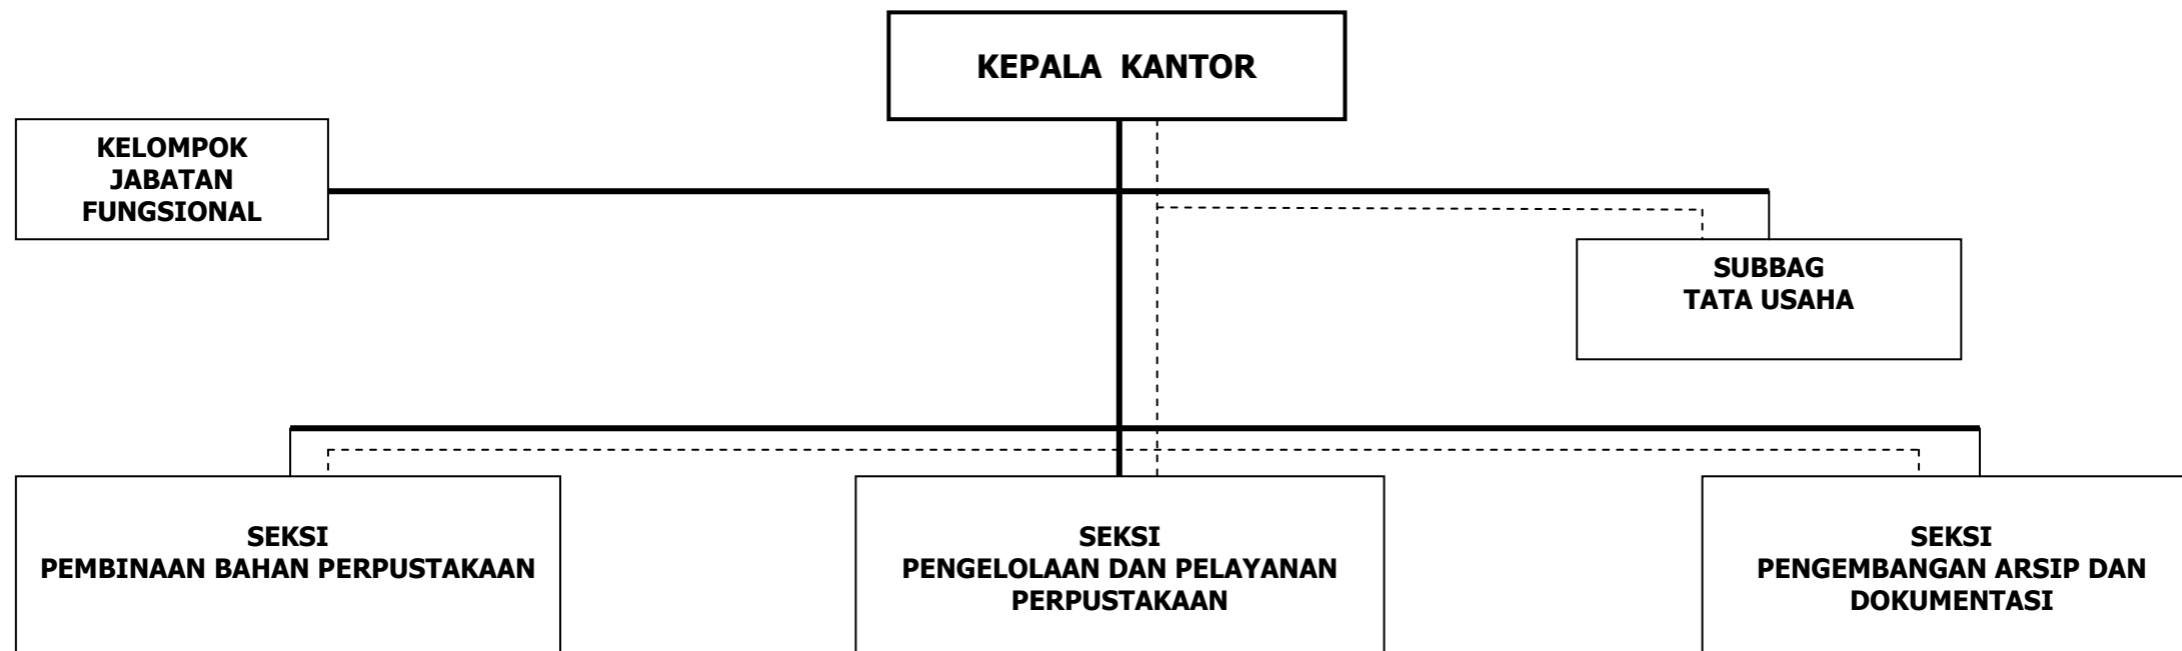 KEPALA KANTOR
KELOMPOK
JABATAN
FUNGSIONAL
SUBBAG
TATA USAHA
SEKSI
PEMBINAAN BAHAN PERPUSTAKAAN
SEKSI
PENGELOLAAN DAN PELAYANAN
PERPUSTAKAAN
SEKSI
PENGEMBANGAN ARSIP DAN
DOKUMENTASI